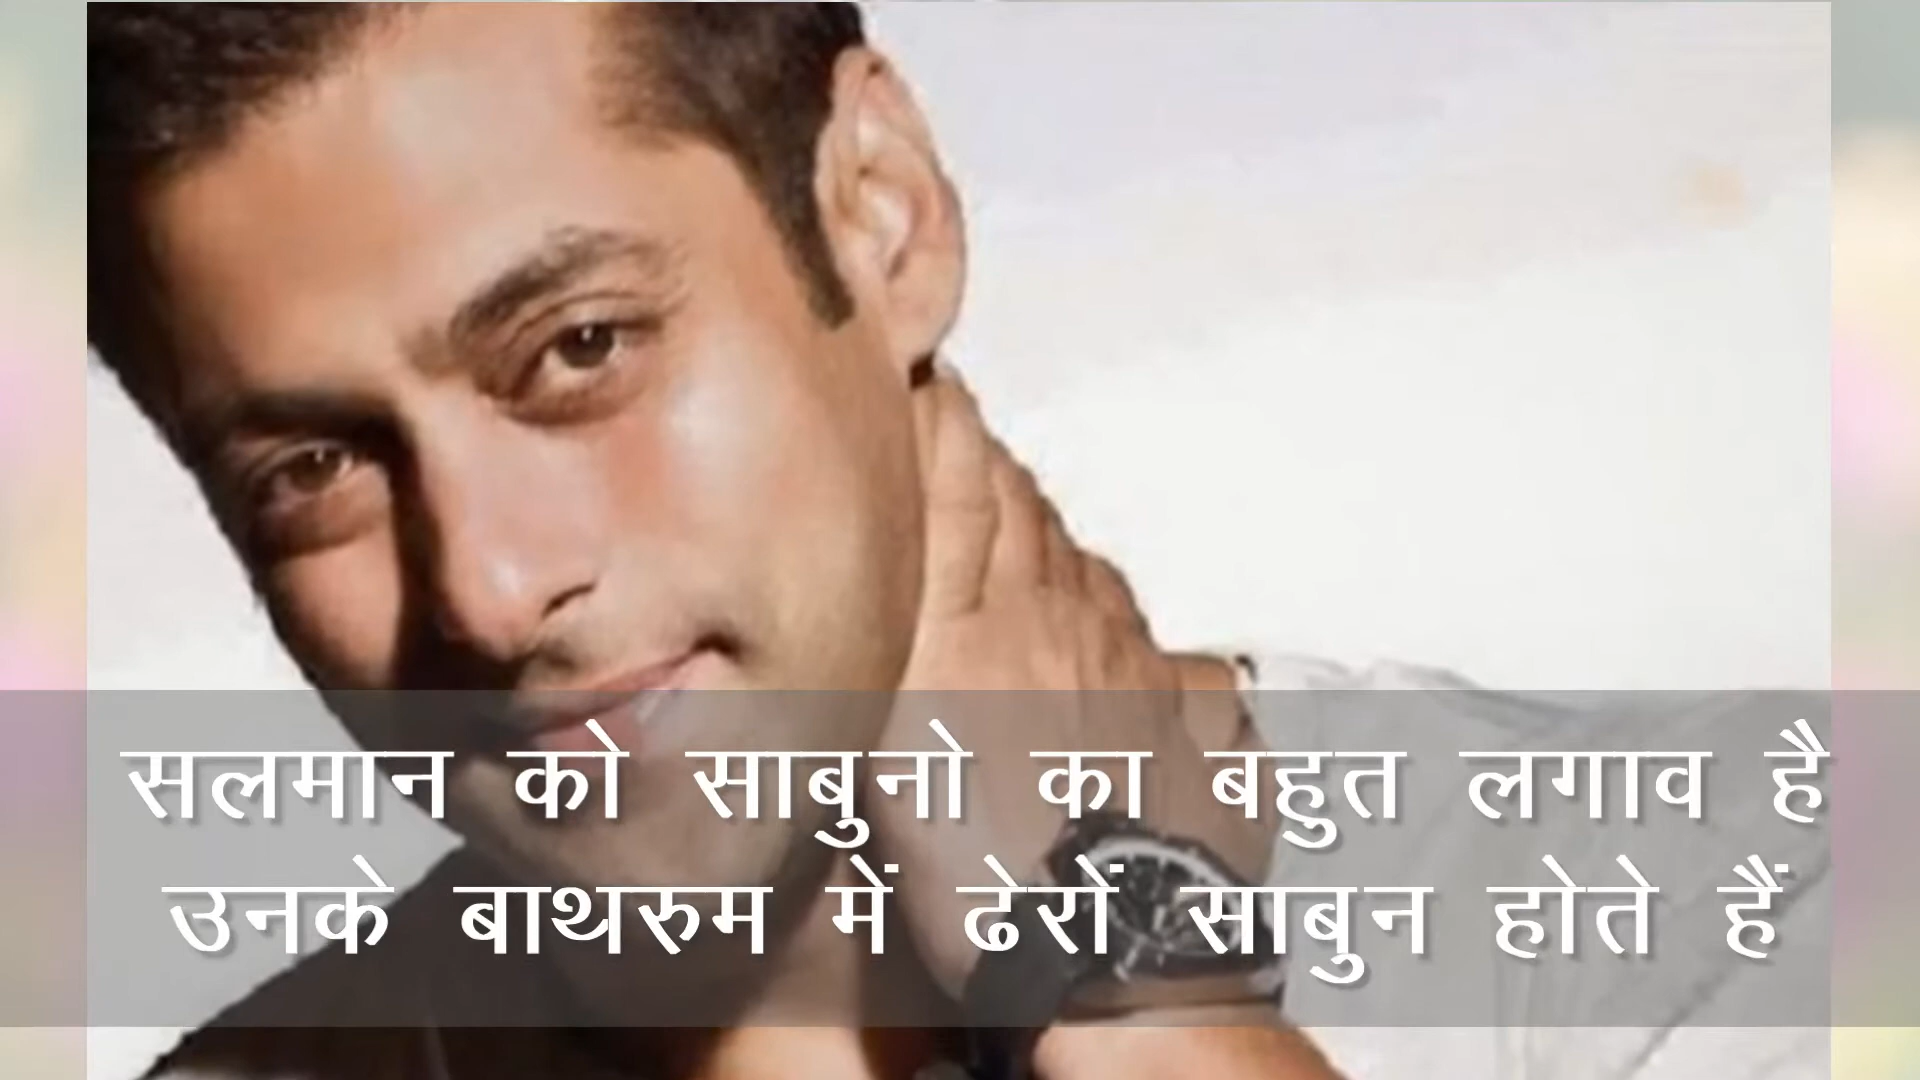 सलमान को साबुनो का बहुत लगाव है
उनके बाथरुम में ढेरों साबुन होते हैं